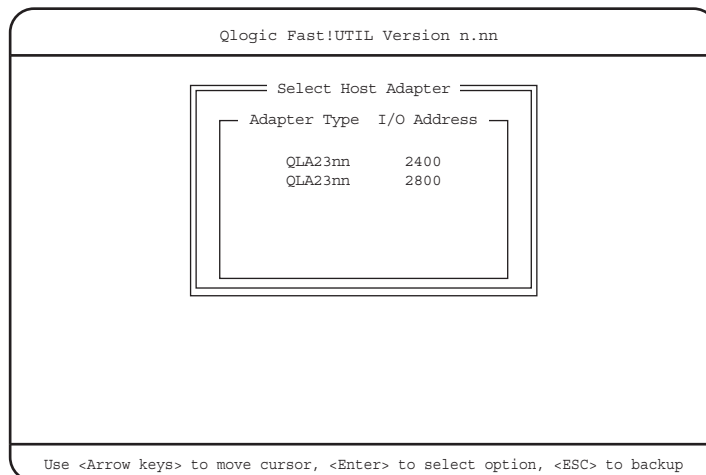 Qlogic Fast!UTIL Version n.nn
Select Host Adapter
Adapter Type I/O Address
QLA23nn 2400
QLA23nn 2800
Use <Arrow keys> to move cursor, <Enter> to select option, <ESC> to backup